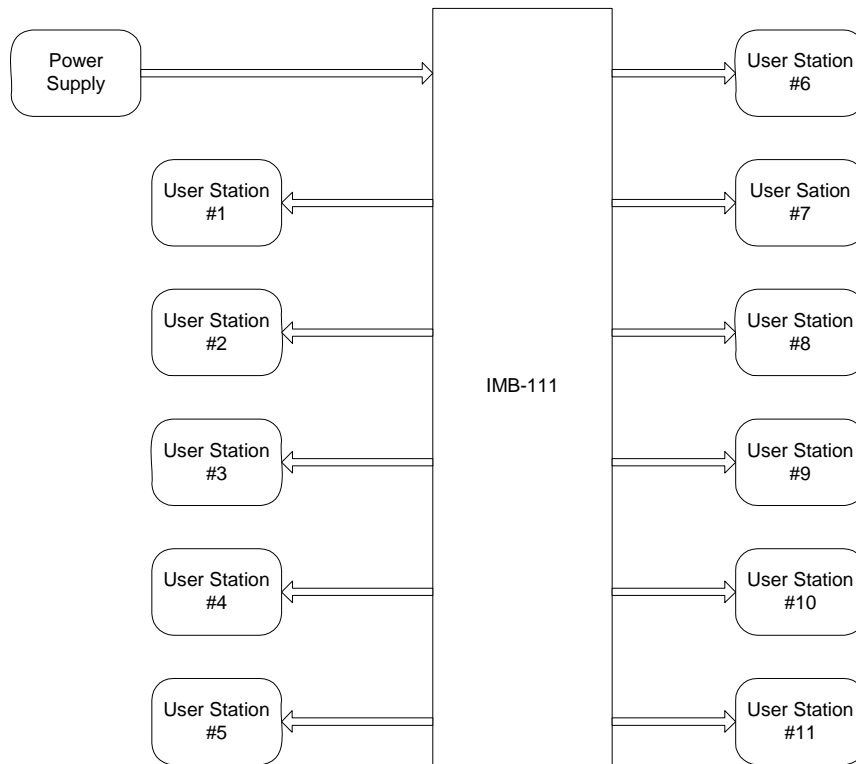 Power
Supply
User Station
#1
User Station
#2
User Station
#3
User Station
#4
User Station
#5
IMB-111
User Station
#6
User Sation
#7
User Station
#8
User Station
#9
User Station
#10
User Station
#11